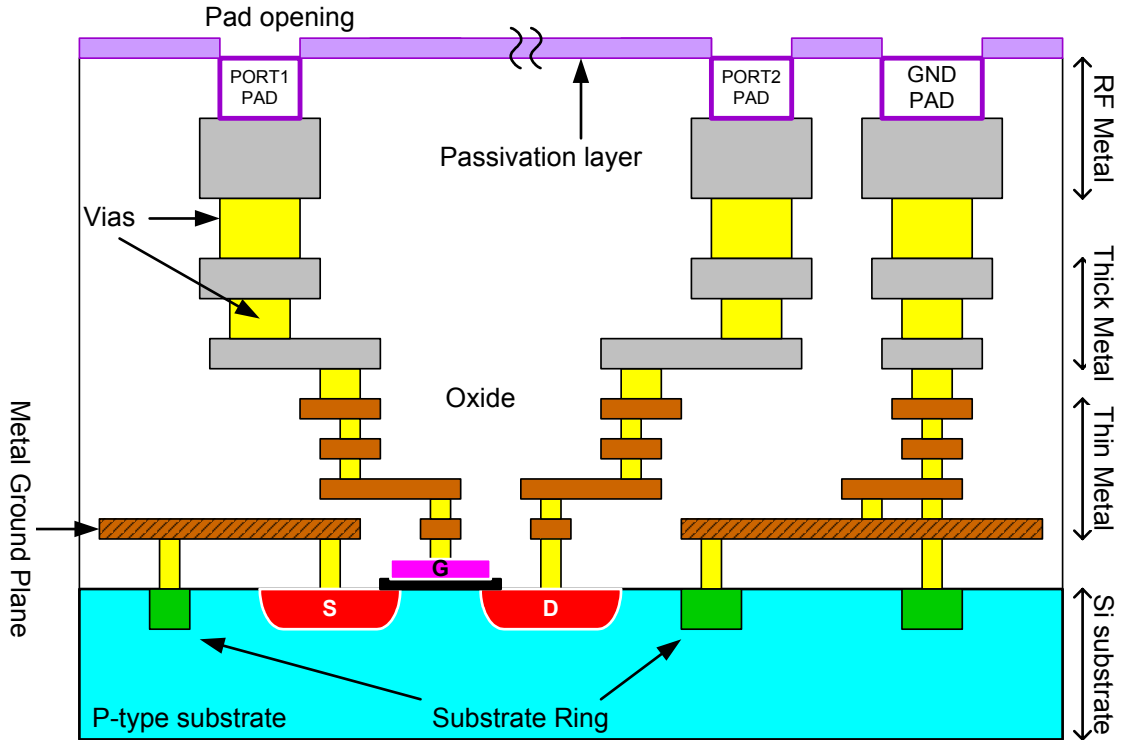 Pad opening
PORT1
PAD
PORT2
PAD
GND
PAD
RF Metal
Passivation layer
Vias
Thick Metal
Oxide
Thin Metal
Metal Ground Plane
G
S
D
Si substrate
P-type substrate
Substrate Ring